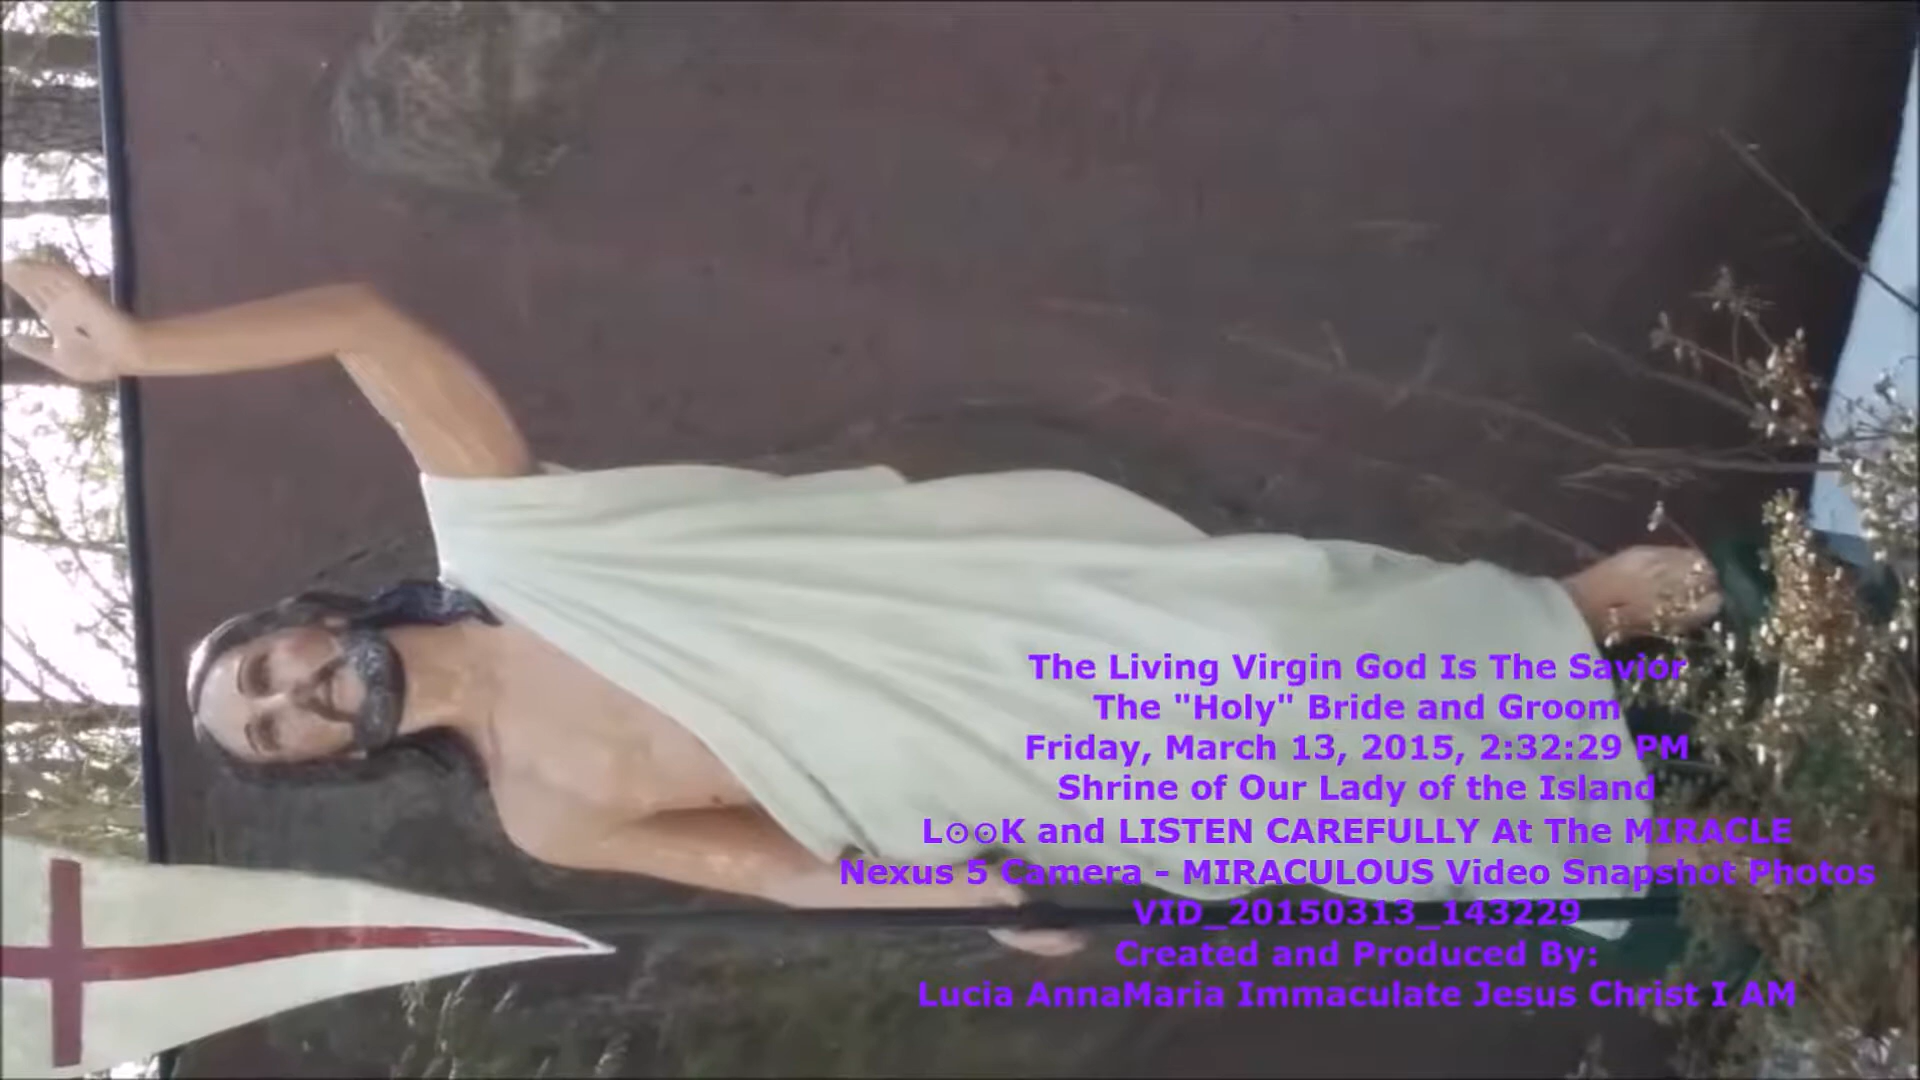 The Living Virgin God Is The Savior
The "Holy" Bride and Groom
Friday, March 13, 2015, 2:32:29 PM
Shrine of Our Lady of the Island
L⊙⊙K and LISTEN CAREFULLY At The MIRACLE
Nexus 5 Camera - MIRACULOUS Video Snapshot Photos
VID_20150313_143229
Created and Produced By:
Lucia AnnaMaria Immaculate Jesus Christ I AM